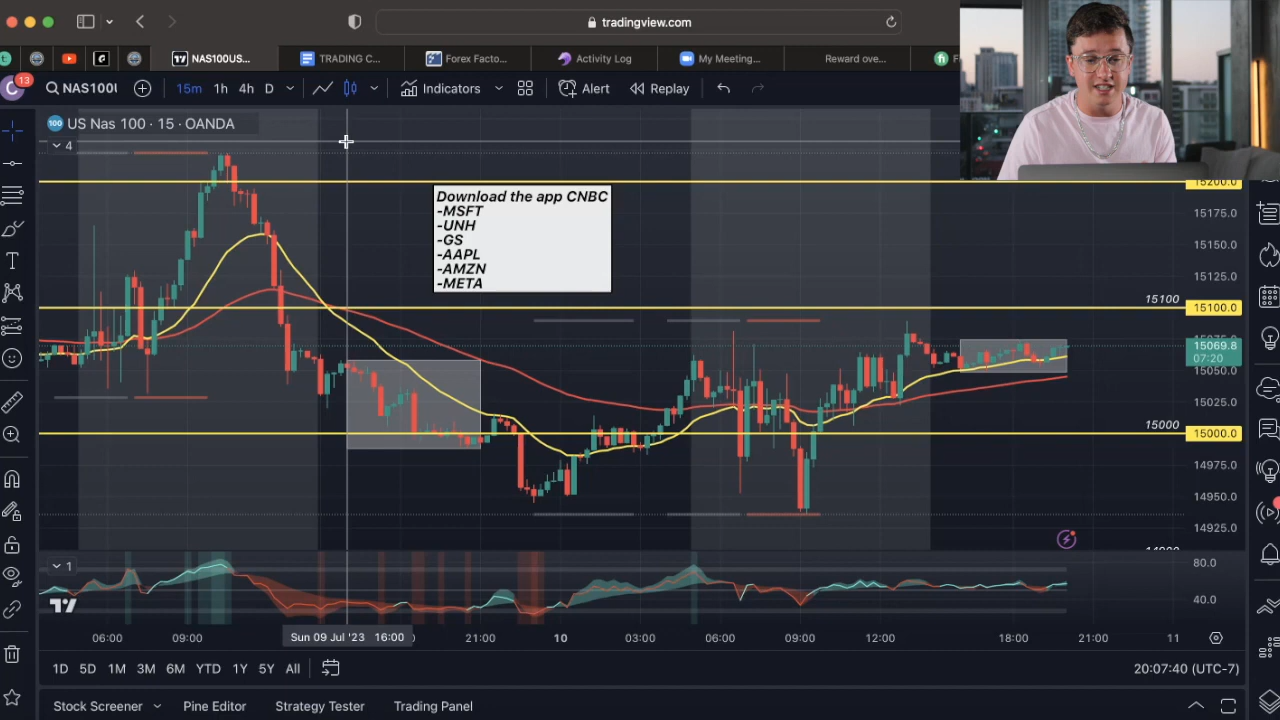 tradingview.com
NAS100US...
TRADING C...
Forex Facto...
Activity Log
My Meeting...
Reward ove...
C
13
NAS100U
15m
1h
4h
D
Indicators
Alert
Replay
100
US Nas 100 · 15 · OANDA
4
Download the app CNBC
-MSFT
-UNH
-GS
-AAPL
-AMZN
-META
15200.0
15175.0
15150.0
15125.0
15100
15100.0
15069.8
07:20
15050.0
15025.0
15000
15000.0
14975.0
14950.0
14925.0
1
80.0
40.0
06:00
09:00
Sun 09 Jul '23 16:00
21:00
10
03:00
06:00
09:00
12:00
18:00
21:00
11
1D
5D
1M
3M
6M
YTD
1Y
5Y
All
20:07:40 (UTC-7)
Stock Screener
Pine Editor
Strategy Tester
Trading Panel